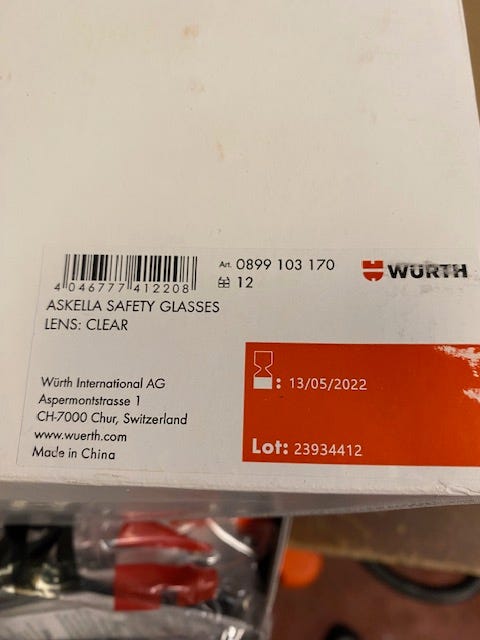 Art. 0899 103 170
12
WÜRTH
4 046777 412208
ASKELLA SAFETY GLASSES
LENS: CLEAR
: 13/05/2022
Lot: 23934412
Würth International AG
Aspermontstrasse 1
CH-7000 Chur, Switzerland
www.wuerth.com
Made in China